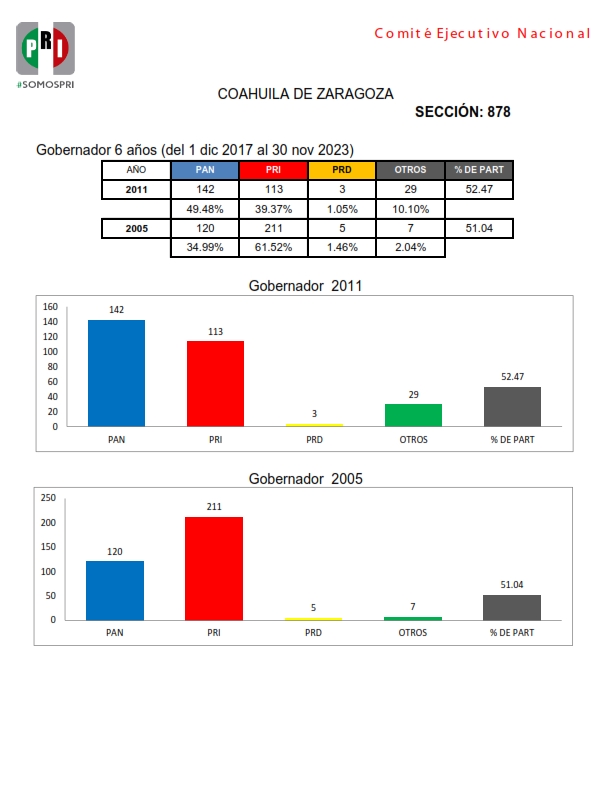 PRI
#SOMOSPRI
Comité Ejecutivo Nacional
COAHUILA DE ZARAGOZA
SECCIÓN: 878
Gobernador 6 años (del 1 dic 2017 al 30 nov 2023)
AÑO PAN PRI PRD OTROS % DE PART
2011 142 113 3 29 52.47
49.48% 39.37% 1.05% 10.10%
2005 120 211 5 7 51.04
34.99% 61.52% 1.46% 2.04%
Gobernador 2011
160
140
120
100
80
60
40
20
0
142
113
3
29
52.47
PAN PRI PRD OTROS % DE PART
Gobernador 2005
250
200
150
100
50
0
120
211
5
7
51.04
PAN PRI PRD OTROS % DE PART